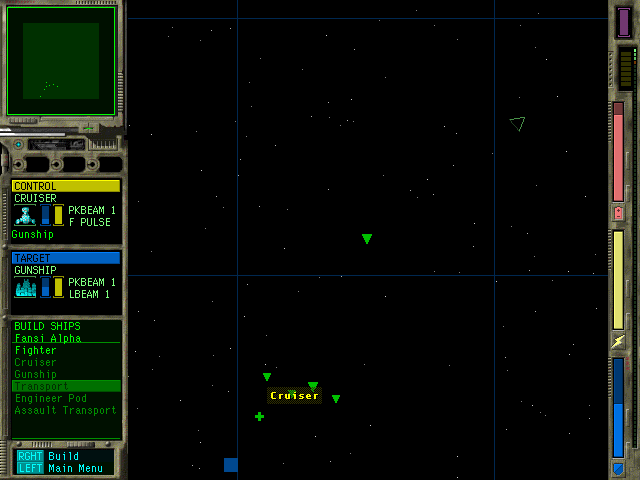 CONTROL
CRUISER
PKBEAM 1
F PULSE
Gunship
TARGET
GUNSHIP
PKBEAM 1
LBEAM 1
BUILD SHIPS
Fansi Alpha
Fighter
Cruiser
Gunship
Transport
Engineer Pod
Assault Transport
RGHT Build
LEFT Main Menu
Cruiser